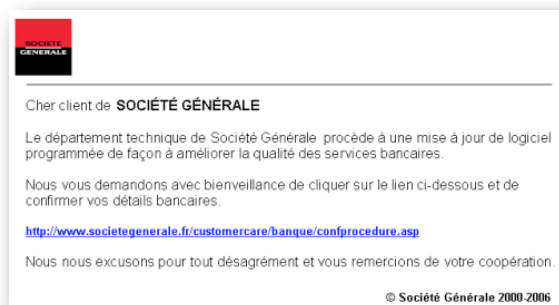 SOCIETE
GENERALE
Cher client de SOCIÉTÉ GÉNÉRALE
Le département technique de Société Générale procède à une mise à jour de logiciel
programmée de façon à améliorer la qualité des services bancaires.
Nous vous demandons avec bienveillance de cliquer sur le lien ci-dessous et de
confirmer vos détails bancaires.
http://www.societegenerale.fr/customercare/banque/confprocedure.asp
Nous nous excusons pour tout désagrément et vous remercions de votre coopération.
© Société Générale 2000-2006